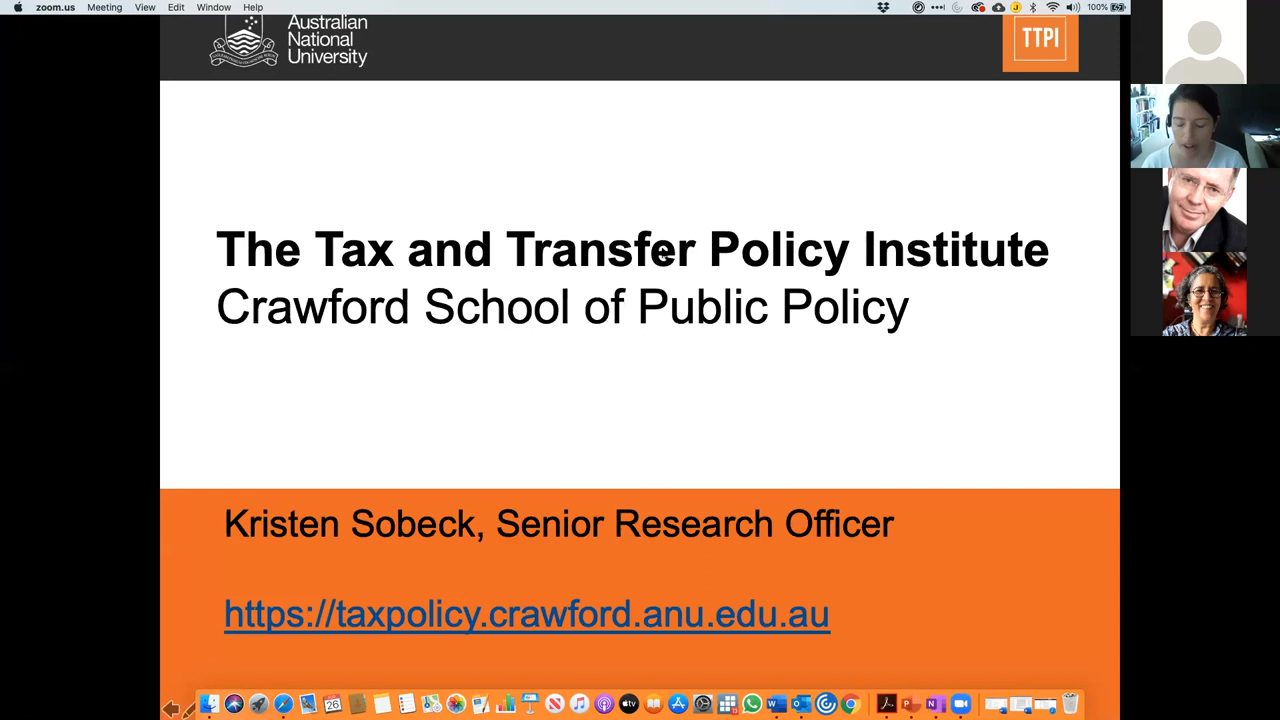 zoom.us Meeting View Edit Window Help 100%
Australian
National
University
TTPI
The Tax and Transfer Policy Institute
Crawford School of Public Policy
Kristen Sobeck, Senior Research Officer
https://taxpolicy.crawford.anu.edu.au
26